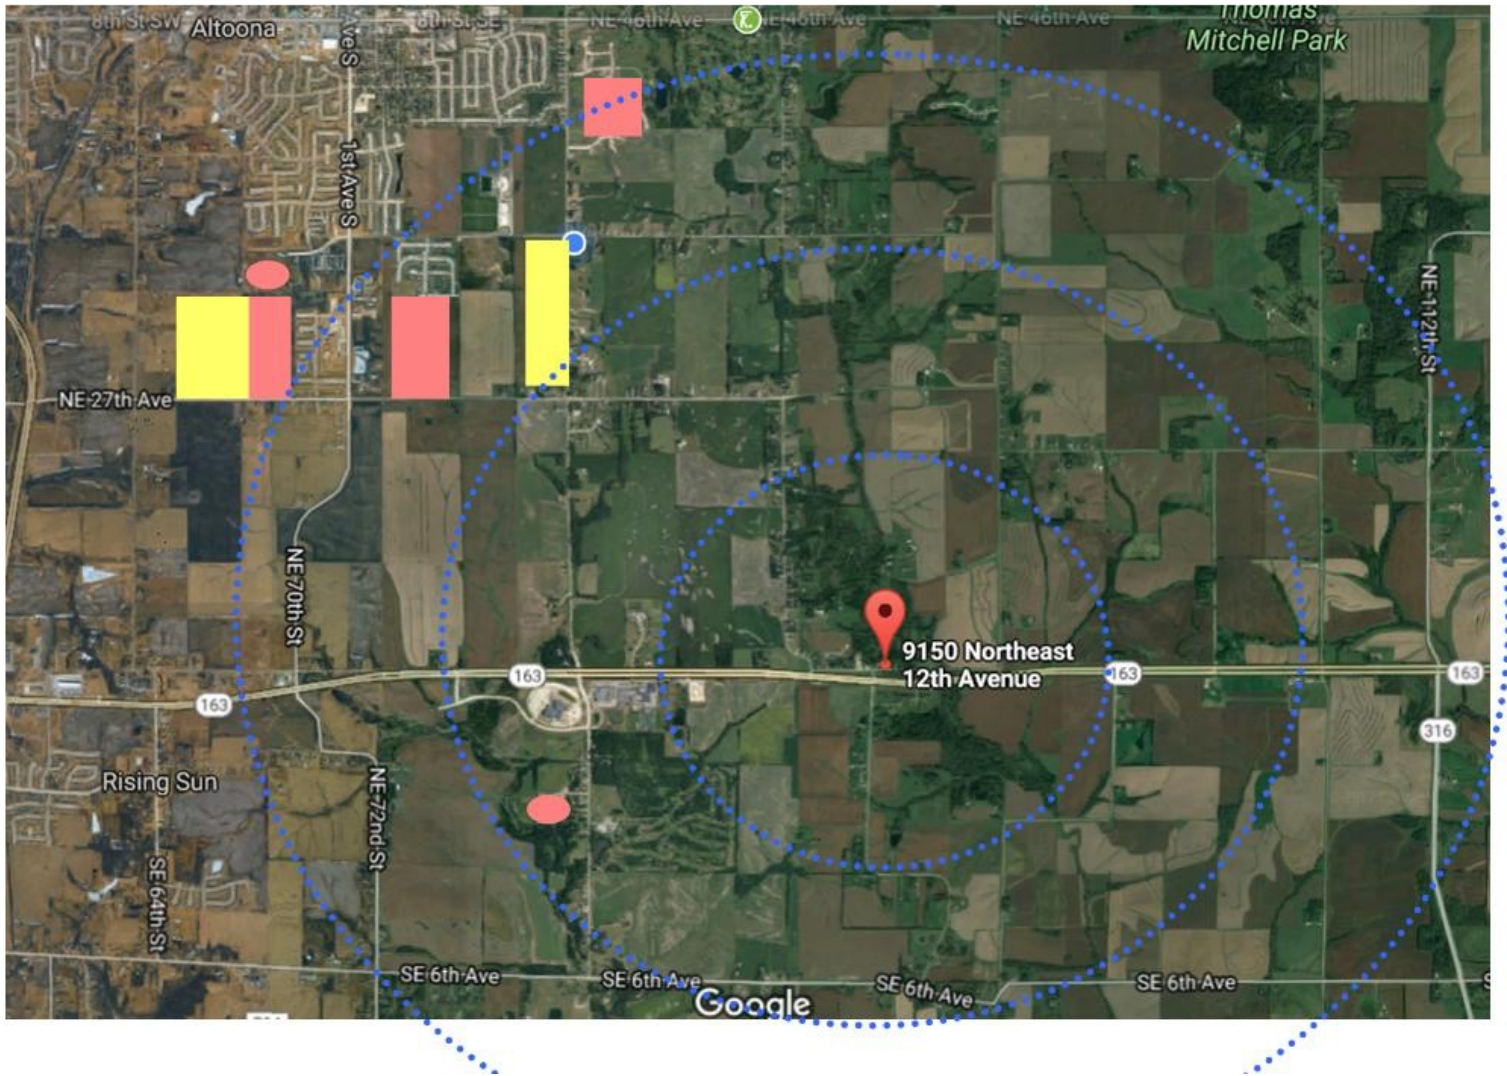 8th St SW
Altoona
8th St SE
NE 46th Ave
NE 46th Ave
NE 46th Ave
Thomas
Mitchell Park
Ave S
1st Ave S
NE 112th St
NE 27th Ave
NE 70th St
9150 Northeast
12th Avenue
163
163
163
163
316
Rising Sun
NE 72nd St
SE 64th St
SE 6th Ave
SE 6th Ave
SE 6th Ave
SE 6th Ave
Google